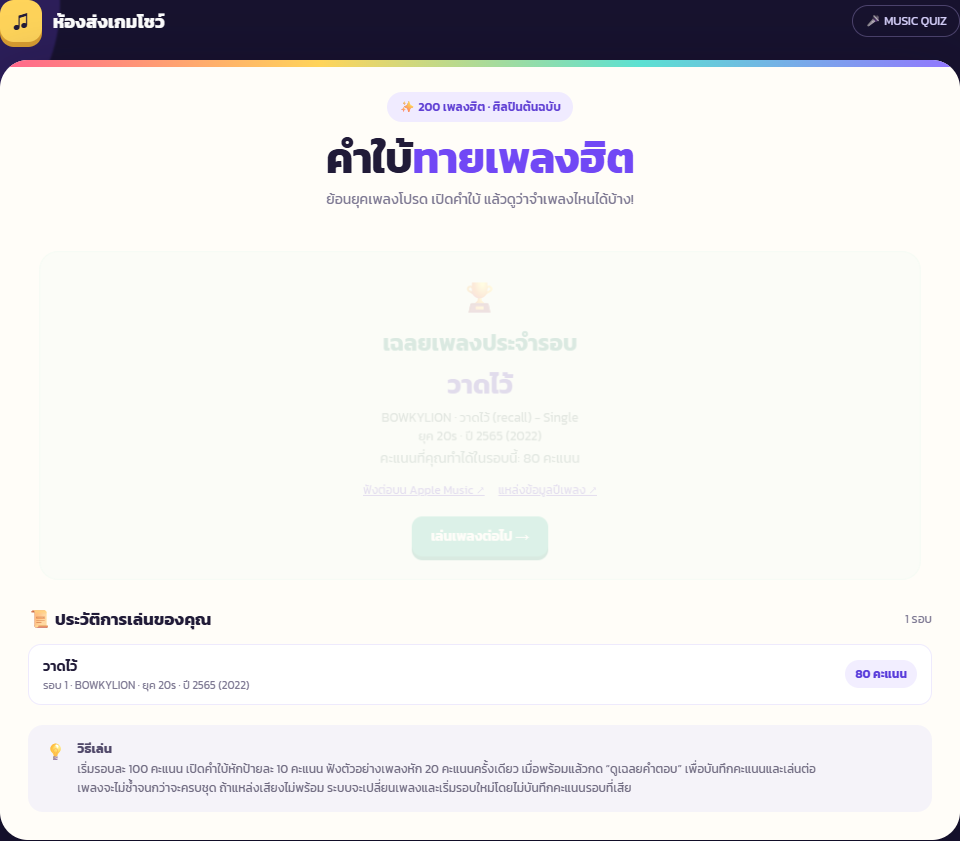 ห้องส่งเกมโชว์
MUSIC QUIZ
200 เพลงฮิต · ศิลปินต้นฉบับ
คำใบ้ทายเพลงฮิต
ย้อนยุคเพลงโปรด เปิดคำใบ้ แล้วดูว่าจำเพลงไหนได้บ้าง!
เฉลยเพลงประจำรอบ
วาดไว้
BOWKYLION · วาดไว้ (recall) - Single
ยุค 20s · ปี 2565 (2022)
คะแนนที่คุณทำได้ในรอบนี้: 80 คะแนน
ฟังต่อบน Apple Music ↗ แหล่งข้อมูลปีเพลง ↗
เล่นเพลงต่อไป →
ประวัติการเล่นของคุณ
1 รอบ
วาดไว้
รอบ 1 · BOWKYLION · ยุค 20s · ปี 2565 (2022)
80 คะแนน
วิธีเล่น
เริ่มรอบละ 100 คะแนน เปิดคำใบ้หักป้ายละ 10 คะแนน ฟังตัวอย่างเพลงหัก 20 คะแนนครั้งเดียว เมื่อพร้อมแล้วกด “ดูเฉลยคำตอบ” เพื่อบันทึกคะแนนและเล่นต่อ
เพลงจะไม่ซ้ำจนกว่าจะครบชุด ถ้าแหล่งเสียงไม่พร้อม ระบบจะเปลี่ยนเพลงและเริ่มรอบใหม่โดยไม่บันทึกคะแนนรอบที่เสีย